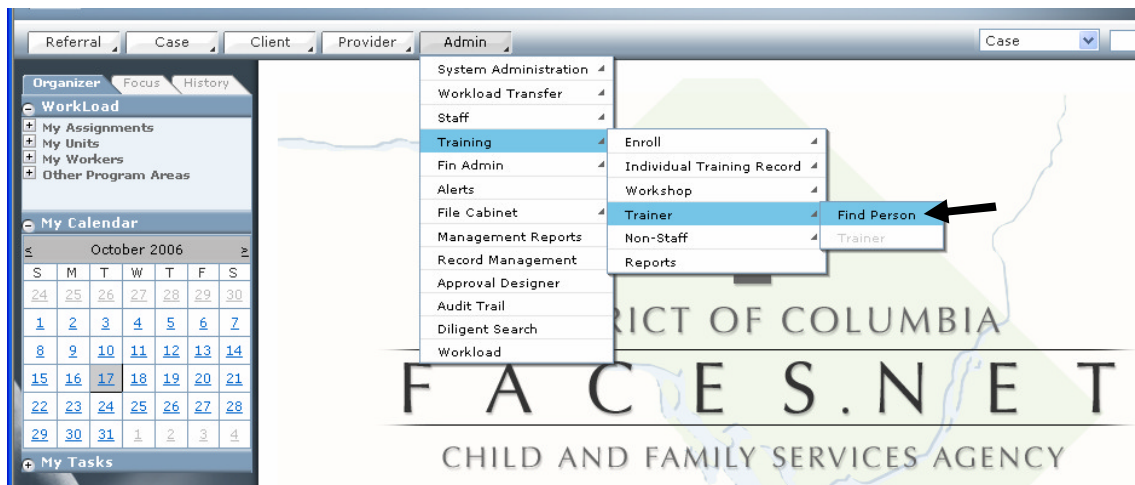 Referral Case Client Provider Admin Case
Organizer Focus History
WorkLoad
My Assignments
My Units
My Workers
Other Program Areas
My Calendar
< October 2006 >
S M T W T F S
24 25 26 27 28 29 30
1 2 3 4 5 6 7
8 9 10 11 12 13 14
15 16 17 18 19 20 21
22 23 24 25 26 27 28
29 30 31 1 2 3 4
My Tasks
System Administration
Workload Transfer
Staff
Training
Fin Admin
Alerts
File Cabinet
Management Reports
Record Management
Approval Designer
Audit Trail
Diligent Search
Workload
Enroll
Individual Training Record
Workshop
Trainer
Non-Staff
Reports
Find Person
Trainer
RICT OF COLUMBIA
FACES.NET
CHILD AND FAMILY SERVICES AGENCY